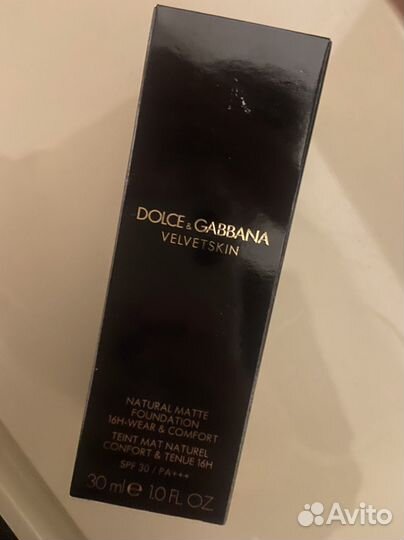 DOLCE & GABBANA
VELVETSKIN
NATURAL MATTE
FOUNDATION
16H-WEAR & COMFORT
TEINT MAT NATUREL
CONFORT & TENUE 16H
SPF 30 / PA+++
30 ml ℮ 1.0 FL OZ
Avito